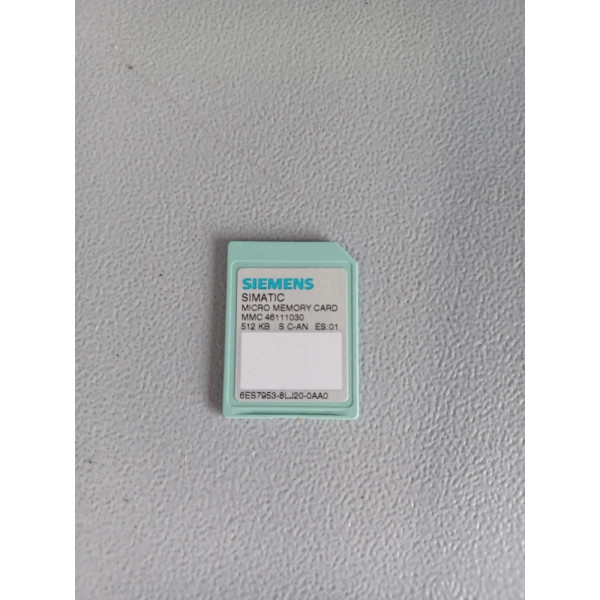 SIEMENS
SIMATIC
MICRO MEMORY CARD
MMC 46111030
512 KB S C-AN ES:01
6ES7953-8LJ20-0AA0